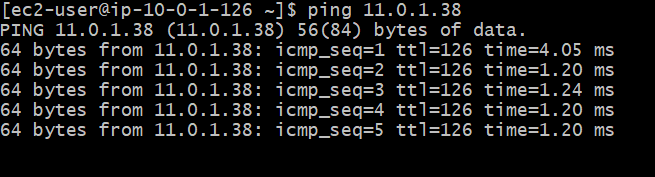 [ec2-user@ip-10-0-1-126 ~]$ ping 11.0.1.38
PING 11.0.1.38 (11.0.1.38) 56(84) bytes of data.
64 bytes from 11.0.1.38: icmp_seq=1 ttl=126 time=4.05 ms
64 bytes from 11.0.1.38: icmp_seq=2 ttl=126 time=1.20 ms
64 bytes from 11.0.1.38: icmp_seq=3 ttl=126 time=1.24 ms
64 bytes from 11.0.1.38: icmp_seq=4 ttl=126 time=1.20 ms
64 bytes from 11.0.1.38: icmp_seq=5 ttl=126 time=1.20 ms